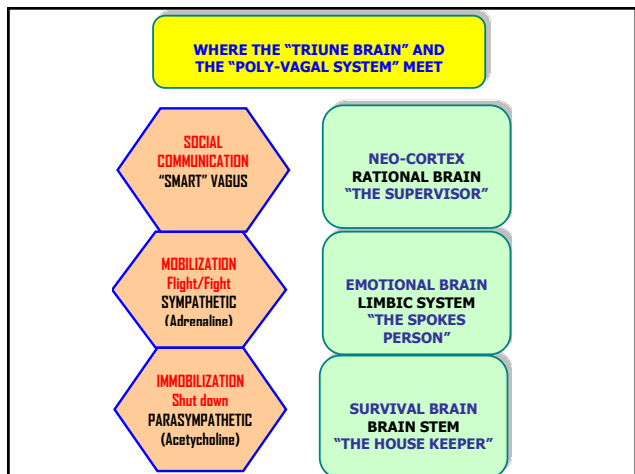 WHERE THE “TRIUNE BRAIN” AND
THE “POLY-VAGAL SYSTEM” MEET
SOCIAL
COMMUNICATION
“SMART” VAGUS
NEO-CORTEX
RATIONAL BRAIN
“THE SUPERVISOR”
MOBILIZATION
Flight/Fight
SYMPATHETIC
(Adrenaline)
EMOTIONAL BRAIN
LIMBIC SYSTEM
“THE SPOKES
PERSON”
IMMOBILIZATION
Shut down
PARASYMPATHETIC
(Acetycholine)
SURVIVAL BRAIN
BRAIN STEM
“THE HOUSE KEEPER”